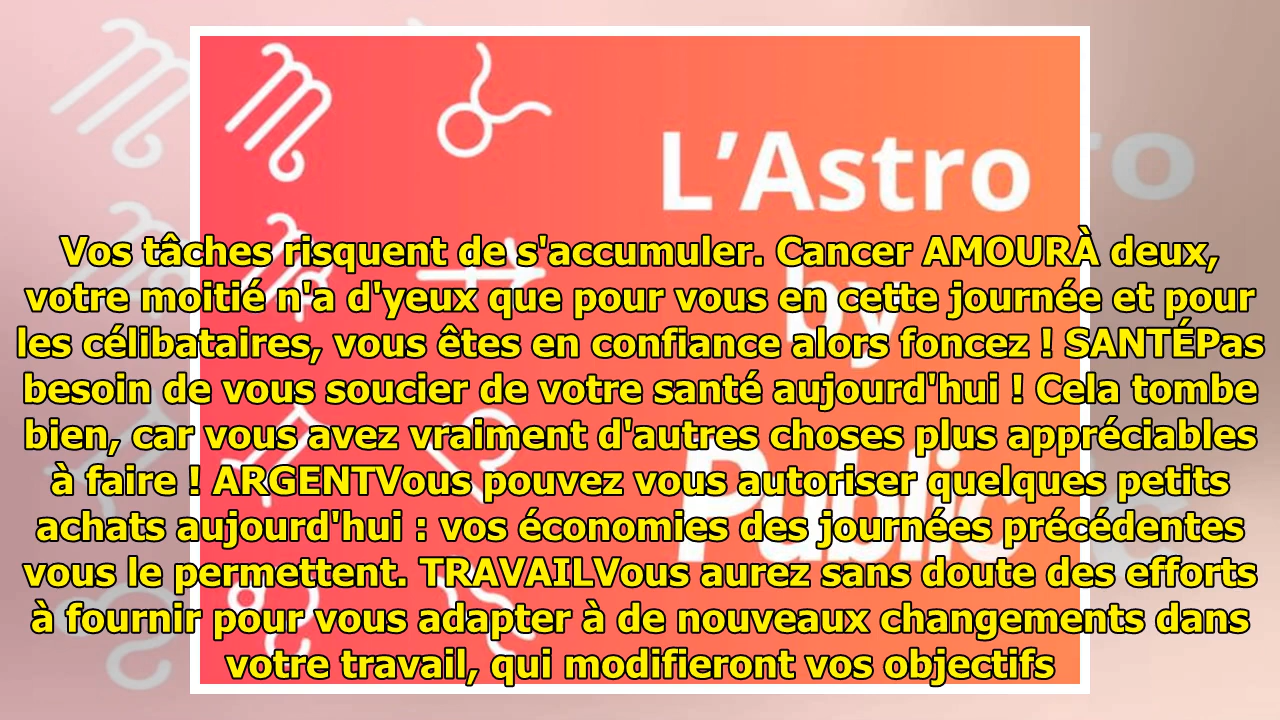 L'Astro
by
Public
Vos tâches risquent de s'accumuler. Cancer AMOURÀ deux,
votre moitié n'a d'yeux que pour vous en cette journée et pour
les célibataires, vous êtes en confiance alors foncez ! SANTÉPas
besoin de vous soucier de votre santé aujourd'hui ! Cela tombe
bien, car vous avez vraiment d'autres choses plus appréciables
à faire ! ARGENTVous pouvez vous autoriser quelques petits
achats aujourd'hui : vos économies des journées précédentes
vous le permettent. TRAVAILVous aurez sans doute des efforts
à fournir pour vous adapter à de nouveaux changements dans
votre travail, qui modifieront vos objectifs